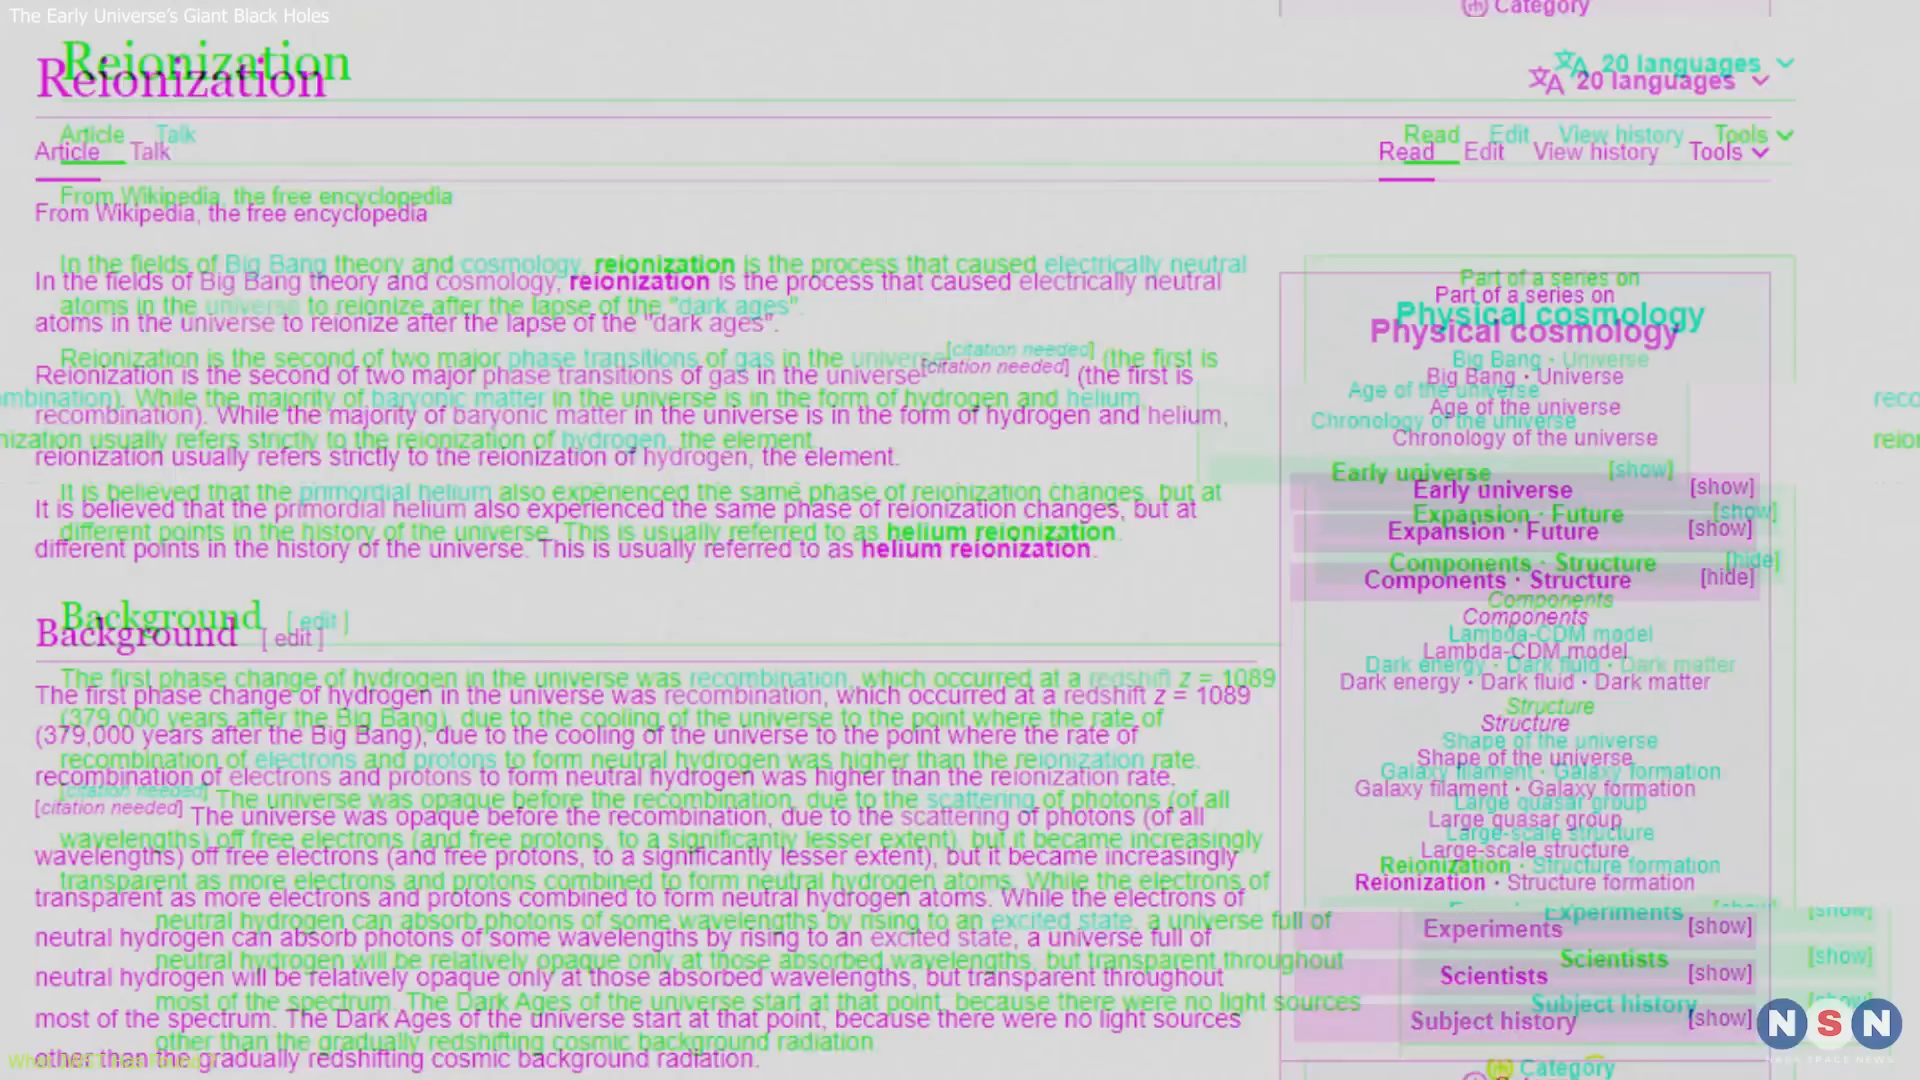 The Early Universe's Giant Black Holes
Category
Reionization
20 languages
Article Talk
Read Edit View history Tools
From Wikipedia, the free encyclopedia
In the fields of Big Bang theory and cosmology, reionization is the process that caused electrically neutral
atoms in the universe to reionize after the lapse of the "dark ages".
Reionization is the second of two major phase transitions of gas in the universe[citation needed] (the first is
recombination). While the majority of baryonic matter in the universe is in the form of hydrogen and helium,
reionization usually refers strictly to the reionization of hydrogen, the element.
It is believed that the primordial helium also experienced the same phase of reionization changes, but at
different points in the history of the universe. This is usually referred to as helium reionization.
Background [ edit ]
The first phase change of hydrogen in the universe was recombination, which occurred at a redshift z = 1089
(379,000 years after the Big Bang), due to the cooling of the universe to the point where the rate of
recombination of electrons and protons to form neutral hydrogen was higher than the reionization rate.
[citation needed] The universe was opaque before the recombination, due to the scattering of photons (of all
wavelengths) off free electrons (and free protons, to a significantly lesser extent), but it became increasingly
transparent as more electrons and protons combined to form neutral hydrogen atoms. While the electrons of
neutral hydrogen can absorb photons of some wavelengths by rising to an excited state, a universe full of
neutral hydrogen will be relatively opaque only at those absorbed wavelengths, but transparent throughout
most of the spectrum. The Dark Ages of the universe start at that point, because there were no light sources
other than the gradually redshifting cosmic background radiation.
Part of a series on
Physical cosmology
Big Bang · Universe
Age of the universe
Chronology of the universe
Early universe [show]
Expansion · Future [show]
Components · Structure [hide]
Components
Lambda-CDM model
Dark energy · Dark fluid · Dark matter
Structure
Shape of the universe
Galaxy filament · Galaxy formation
Large quasar group
Large-scale structure
Reionization · Structure formation
Experiments [show]
Scientists [show]
Subject history [show]
Category
NSN